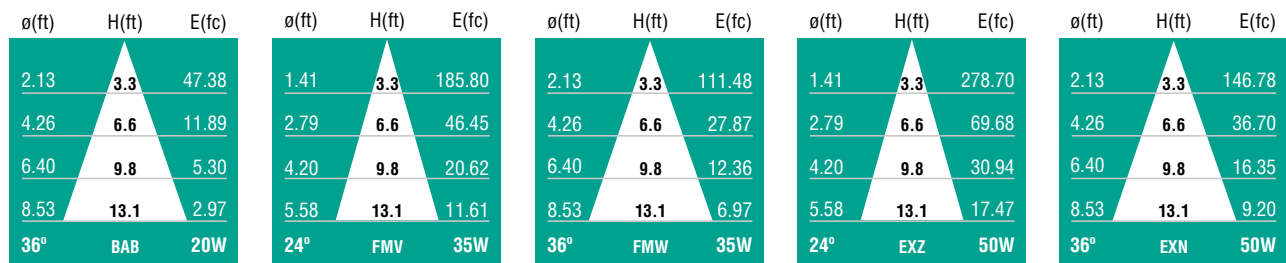 ø(ft) H(ft) E(fc)
2.13 3.3 47.38
4.26 6.6 11.89
6.40 9.8 5.30
8.53 13.1 2.97
36º BAB 20W
ø(ft) H(ft) E(fc)
1.41 3.3 185.80
2.79 6.6 46.45
4.20 9.8 20.62
5.58 13.1 11.61
24º FMV 35W
ø(ft) H(ft) E(fc)
2.13 3.3 111.48
4.26 6.6 27.87
6.40 9.8 12.36
8.53 13.1 6.97
36º FMW 35W
ø(ft) H(ft) E(fc)
1.41 3.3 278.70
2.79 6.6 69.68
4.20 9.8 30.94
5.58 13.1 17.47
24º EXZ 50W
ø(ft) H(ft) E(fc)
2.13 3.3 146.78
4.26 6.6 36.70
6.40 9.8 16.35
8.53 13.1 9.20
36º EXN 50W